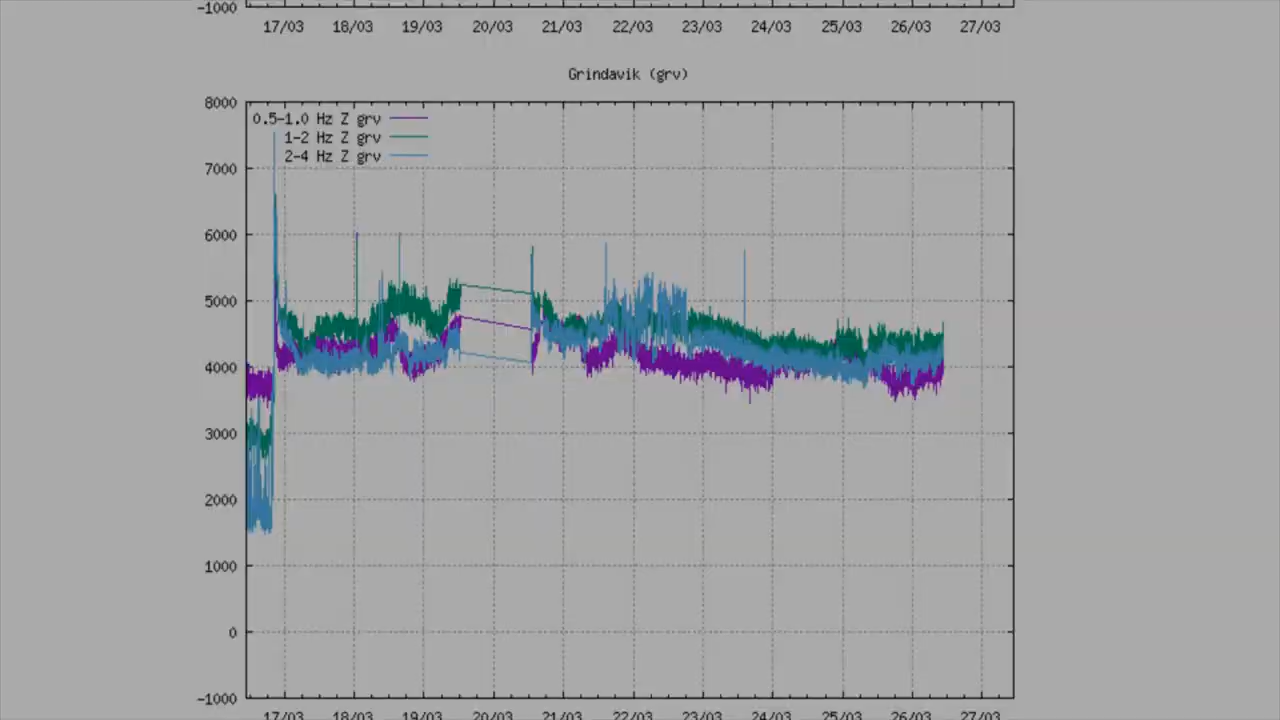 -1000
17/03 18/03 19/03 20/03 21/03 22/03 23/03 24/03 25/03 26/03 27/03
Grindavik (grv)
8000
0.5-1.0 Hz Z grv
1-2 Hz Z grv
2-4 Hz Z grv
7000
6000
5000
4000
3000
2000
1000
0
-1000
17/03 18/03 19/03 20/03 21/03 22/03 23/03 24/03 25/03 26/03 27/03